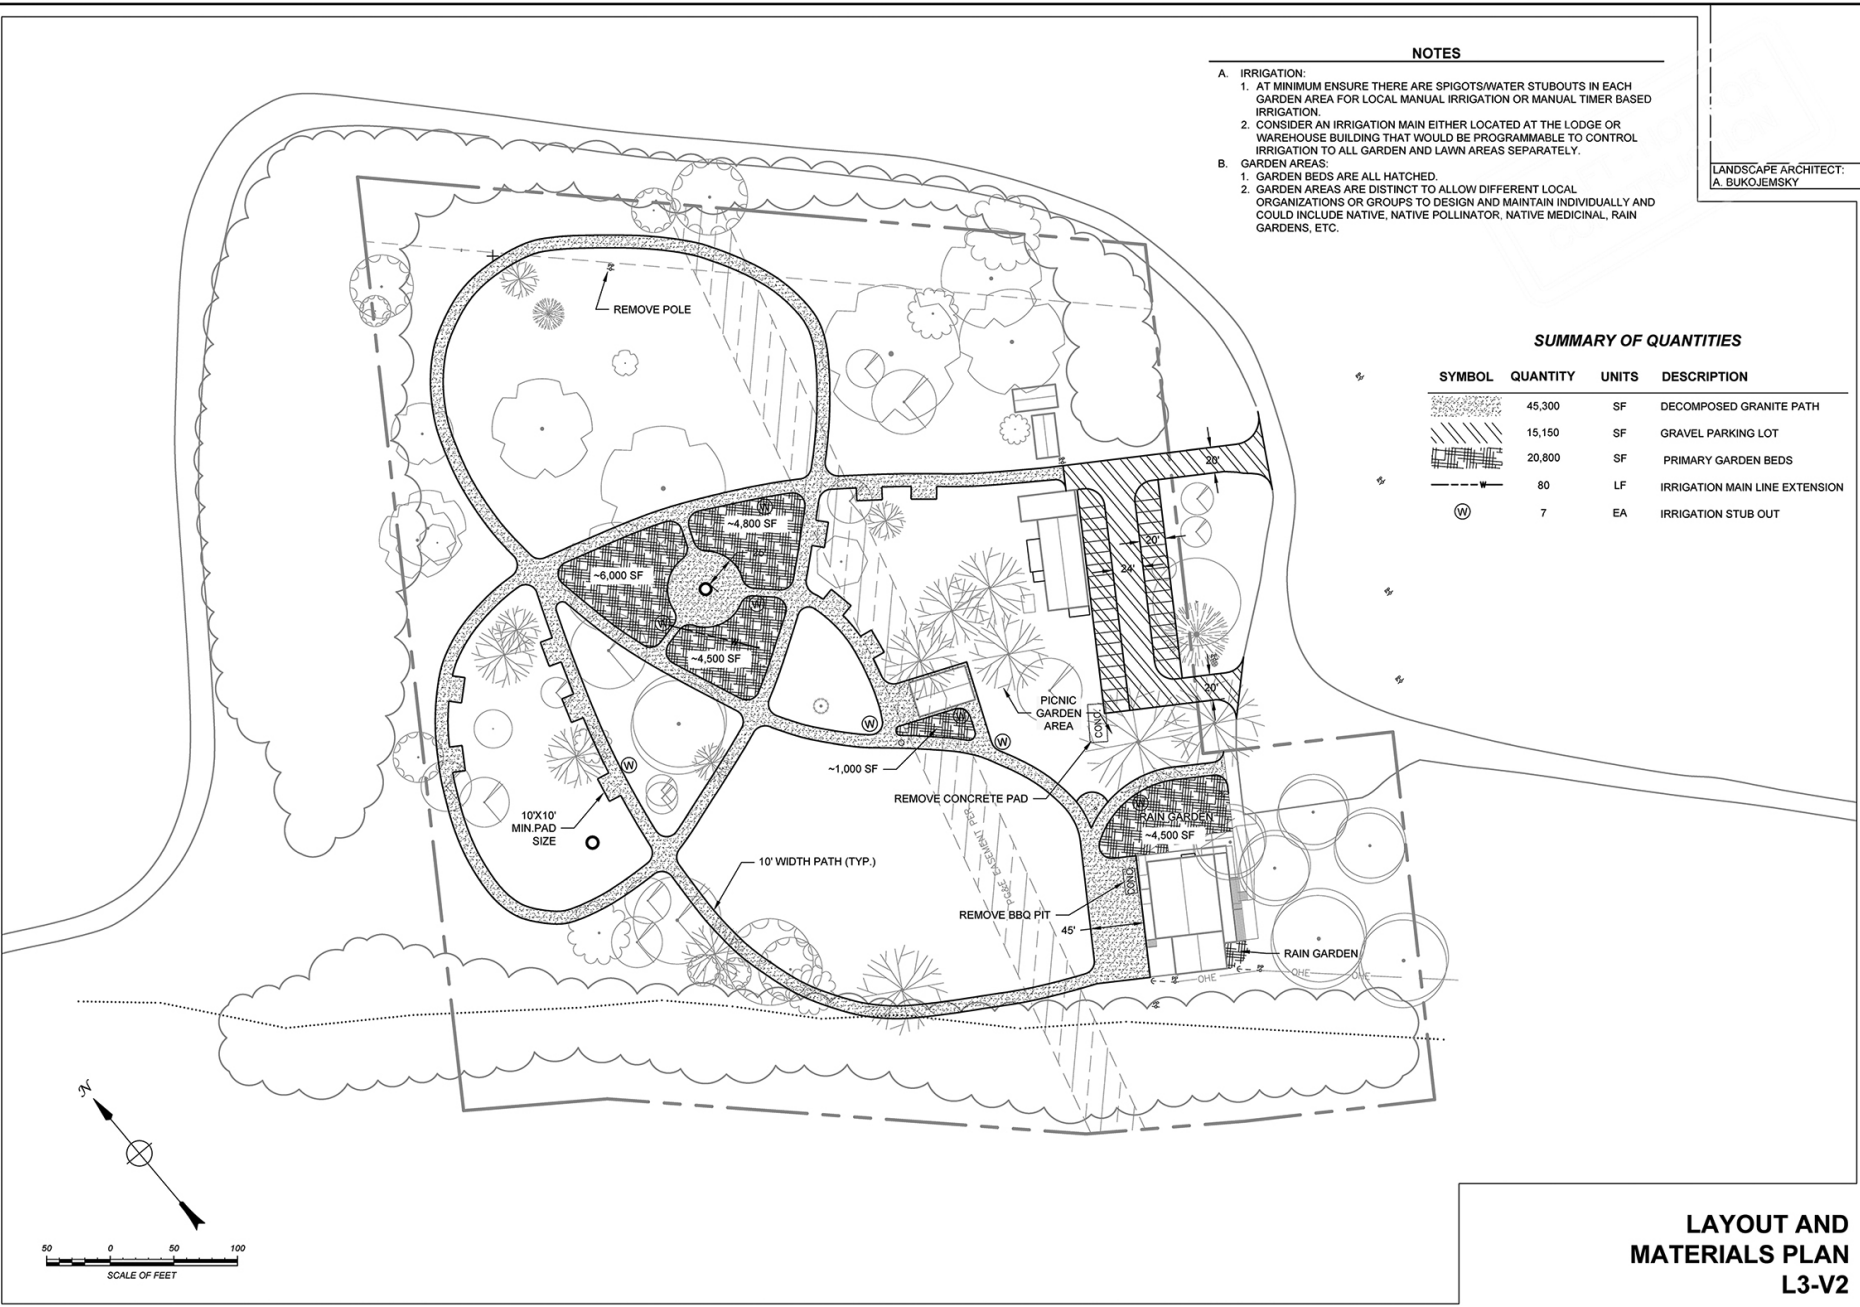 NOTES
A. IRRIGATION:
1. AT MINIMUM ENSURE THERE ARE SPIGOTS/WATER STUBOUTS IN EACH
GARDEN AREA FOR LOCAL MANUAL IRRIGATION OR MANUAL TIMER BASED
IRRIGATION.
2. CONSIDER AN IRRIGATION MAIN EITHER LOCATED AT THE LODGE OR
WAREHOUSE BUILDING THAT WOULD BE PROGRAMMABLE TO CONTROL
IRRIGATION TO ALL GARDEN AND LAWN AREAS SEPARATELY.
B. GARDEN AREAS:
1. GARDEN BEDS ARE ALL HATCHED.
2. GARDEN AREAS ARE DISTINCT TO ALLOW DIFFERENT LOCAL
ORGANIZATIONS OR GROUPS TO DESIGN AND MAINTAIN INDIVIDUALLY AND
COULD INCLUDE NATIVE, NATIVE POLLINATOR, NATIVE MEDICINAL, RAIN
GARDENS, ETC.
LANDSCAPE ARCHITECT:
A. BUKOJEMSKY
SUMMARY OF QUANTITIES
SYMBOL QUANTITY UNITS DESCRIPTION
45,300 SF DECOMPOSED GRANITE PATH
15,150 SF GRAVEL PARKING LOT
20,800 SF PRIMARY GARDEN BEDS
W 80 LF IRRIGATION MAIN LINE EXTENSION
W 7 EA IRRIGATION STUB OUT
REMOVE POLE
20'
W
~4,800 SF
~6,000 SF
20'
24'
W
W
W
~4,500 SF
20'
PICNIC
GARDEN
AREA
CONC.
W
W
W
W
~1,000 SF
REMOVE CONCRETE PAD
W
RAIN GARDEN
~4,500 SF
10'X10'
MIN.PAD
SIZE
10' WIDTH PATH (TYP.)
PG&E EASEMENT PER
CONC.
REMOVE BBQ PIT
45'
RAIN GARDEN
OHE
OHE
OHE
N
50 0 50 100
SCALE OF FEET
LAYOUT AND
MATERIALS PLAN
L3-V2